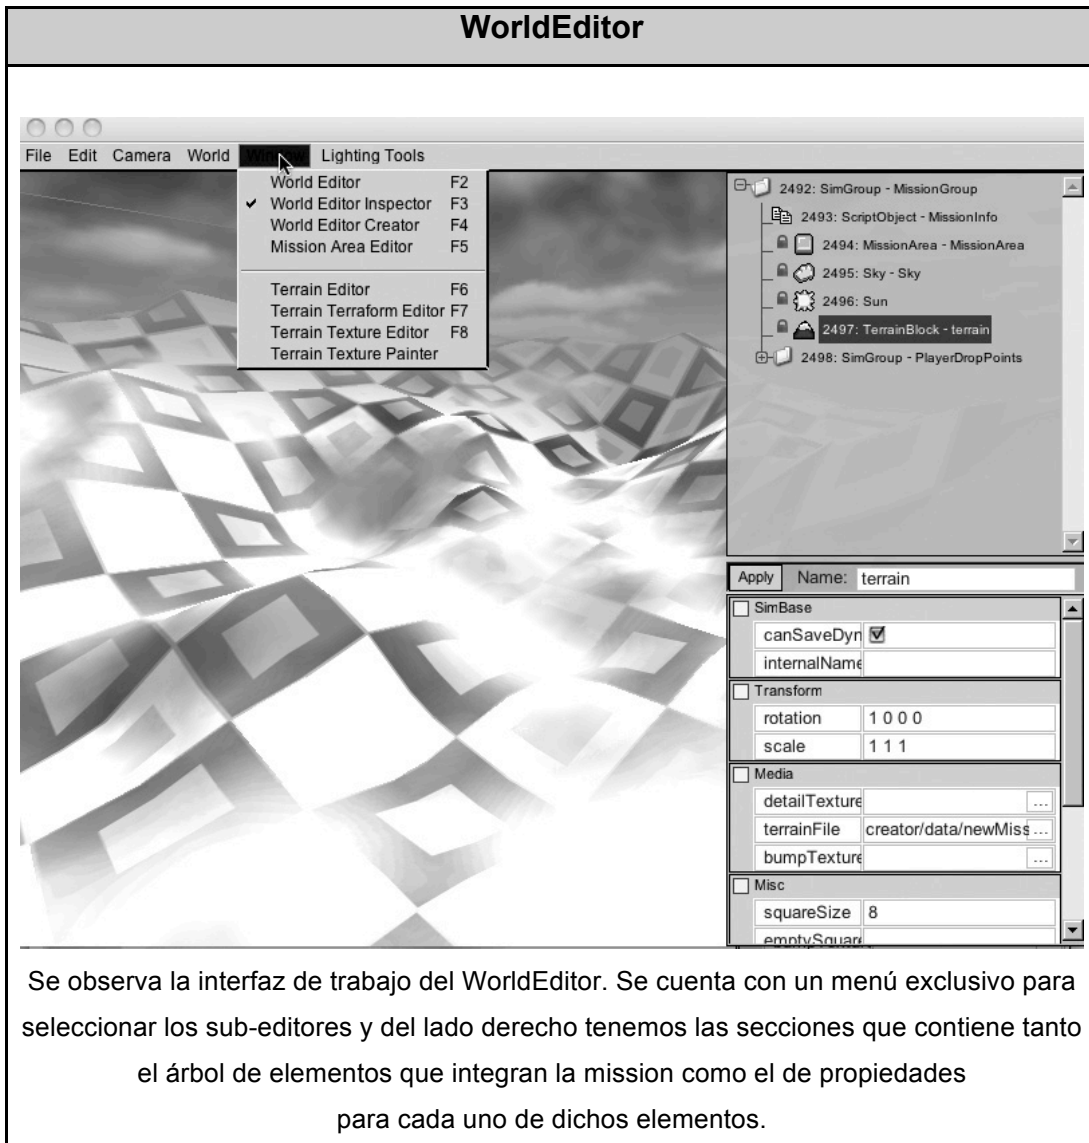 WorldEditor
File Edit Camera World Window Lighting Tools
World Editor F2
World Editor Inspector F3
World Editor Creator F4
Mission Area Editor F5
Terrain Editor F6
Terrain Terraform Editor F7
Terrain Texture Editor F8
Terrain Texture Painter
2492: SimGroup - MissionGroup
2493: ScriptObject - MissionInfo
2494: MissionArea - MissionArea
2495: Sky - Sky
2496: Sun
2497: TerrainBlock - terrain
2498: SimGroup - PlayerDropPoints
Apply Name: terrain
SimBase
canSaveDyn
internalName
Transform
rotation 1 0 0 0
scale 1 1 1
Media
detailTexture ...
terrainFile creator/data/newMiss ...
bumpTexture ...
Misc
squareSize 8
emptySquare
Se observa la interfaz de trabajo del WorldEditor. Se cuenta con un menú exclusivo para
seleccionar los sub-editores y del lado derecho tenemos las secciones que contiene tanto
el árbol de elementos que integran la mission como el de propiedades
para cada uno de dichos elementos.